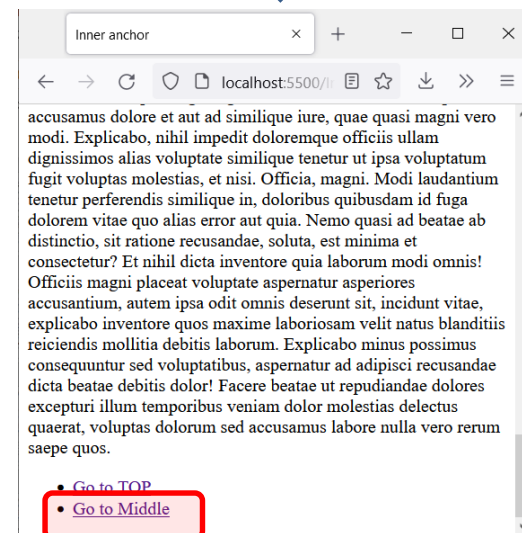 Inner anchor
localhost:5500/I
accusamus dolore et aut ad similique iure, quae quasi magni vero
modi. Explicabo, nihil impedit doloremque officiis ullam
dignissimos alias voluptate similique tenetur ut ipsa voluptatum
fugit voluptas molestias, et nisi. Officia, magni. Modi laudantium
tenetur perferendis similique in, doloribus quibusdam id fuga
dolorem vitae quo alias error aut quia. Nemo quasi ad beatae ab
distinctio, sit ratione recusandae, soluta, est minima et
consectetur? Et nihil dicta inventore quia laborum modi omnis!
Officiis magni placeat voluptate aspernatur asperiores
accusantium, autem ipsa odit omnis deserunt sit, incidunt vitae,
explicabo inventore quos maxime laboriosam velit natus blanditiis
reiciendis mollitia debitis laborum. Explicabo minus possimus
consequuntur sed voluptatibus, aspernatur ad adipisci recusandae
dicta beatae debitis dolor! Facere beatae ut repudiandae dolores
excepturi illum temporibus veniam dolor molestias delectus
quaerat, voluptas dolorum sed accusamus labore nulla vero rerum
saepe quos.
• Go to TOP
• Go to Middle